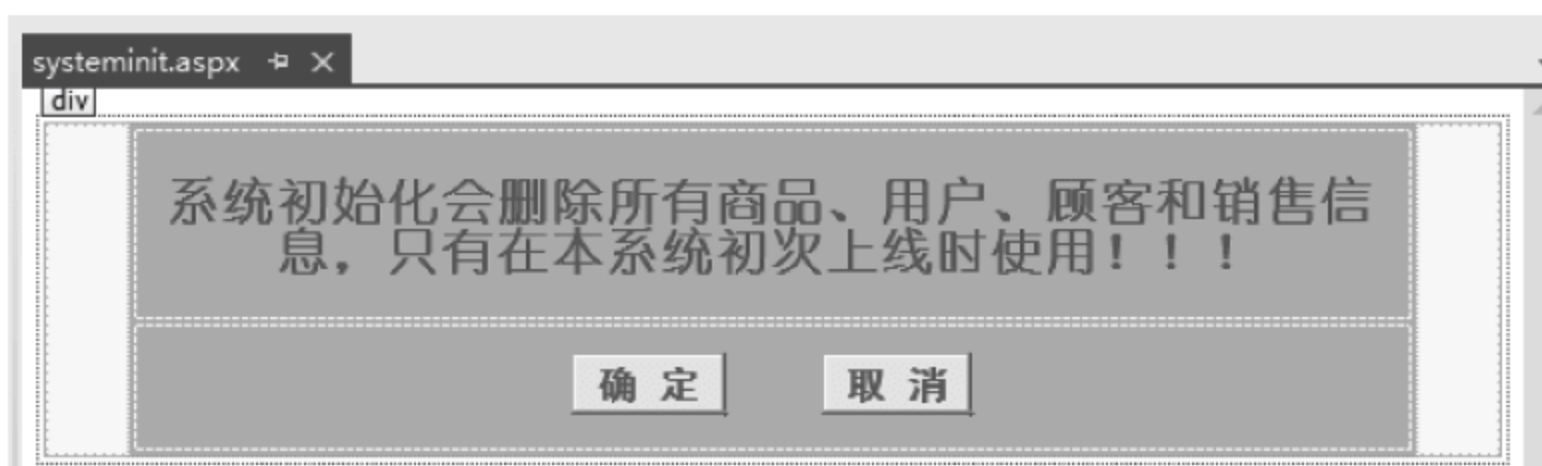 systeminit.aspx
div
系统初始化会删除所有商品、用户、顾客和销售信
息，只有在本系统初次上线时使用！！！
确 定 取 消